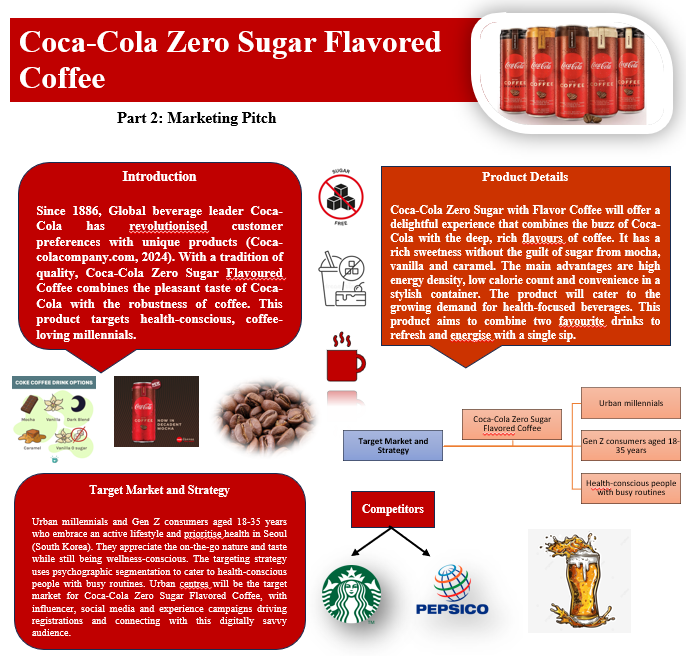 Coca-Cola Zero Sugar Flavored
Coffee
Part 2: Marketing Pitch
Coca-Cola
COFFEE
Introduction
Since 1886, Global beverage leader Coca-
Cola has revolutionised customer
preferences with unique products (Coca-
colacompany.com, 2024). With a tradition of
quality, Coca-Cola Zero Sugar Flavoured
Coffee combines the pleasant taste of Coca-
Cola with the robustness of coffee. This
product targets health-conscious, coffee-
loving millennials.
SUGAR
FREE
Product Details
Coca-Cola Zero Sugar with Flavor Coffee will offer a
delightful experience that combines the buzz of Coca-
Cola with the deep, rich flavours of coffee. It has a
rich sweetness without the guilt of sugar from mocha,
vanilla and caramel. The main advantages are high
energy density, low calorie count and convenience in a
stylish container. The product will cater to the
growing demand for health-focused beverages. This
product aims to combine two favourite drinks to
refresh and energise with a single sip.
COKE COFFEE DRINK OPTIONS
Mocha
Vanilla
Dark Blend
Caramel
Vanilla 0 sugar
Coca-Cola
COFFEE
NOW IN
DECADENT
MOCHA
Target Market and
Strategy
Coca-Cola Zero Sugar
Flavored Coffee
Urban millennials
Gen Z consumers aged 18-
35 years
Health-conscious people
with busy routines
Target Market and Strategy
Urban millennials and Gen Z consumers aged 18-35 years
who embrace an active lifestyle and prioritise health in Seoul
(South Korea). They appreciate the on-the-go nature and taste
while still being wellness-conscious. The targeting strategy
uses psychographic segmentation to cater to health-conscious
people with busy routines. Urban centres will be the target
market for Coca-Cola Zero Sugar Flavored Coffee, with
influencer, social media and experience campaigns driving
registrations and connecting with this digitally savvy
audience.
Competitors
PEPSICO